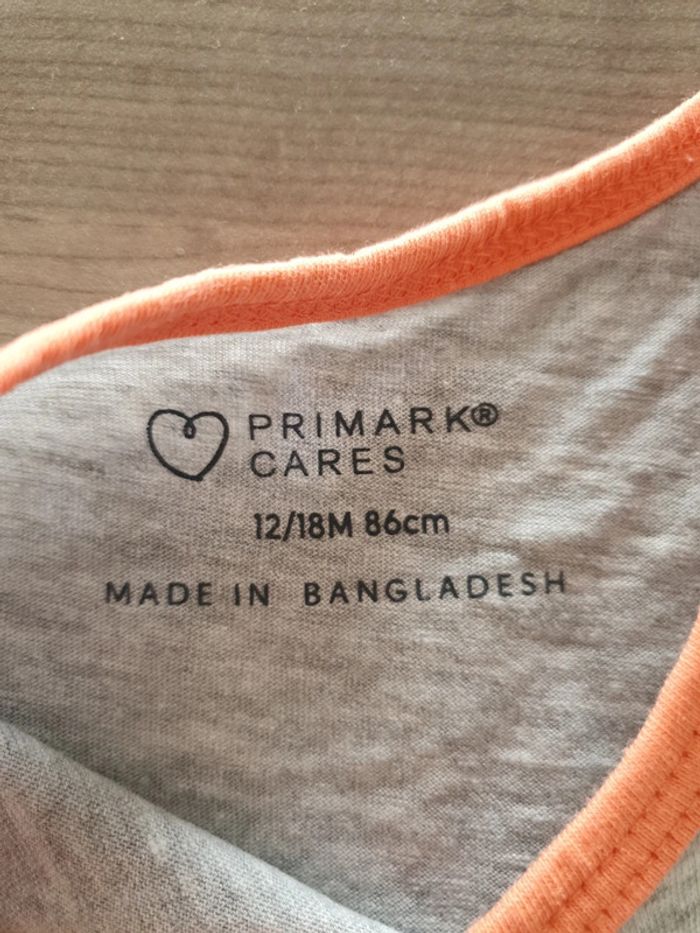 PRIMARK®
CARES
12/18M 86cm
MADE IN BANGLADESH